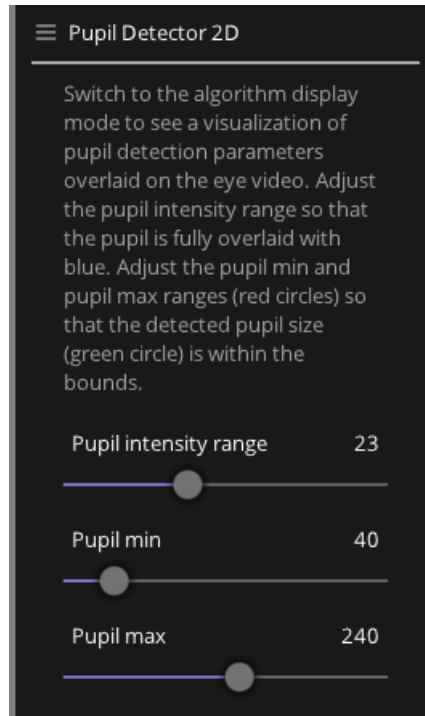 Pupil Detector 2D
Switch to the algorithm display
mode to see a visualization of
pupil detection parameters
overlaid on the eye video. Adjust
the pupil intensity range so that
the pupil is fully overlaid with
blue. Adjust the pupil min and
pupil max ranges (red circles) so
that the detected pupil size
(green circle) is within the
bounds.
Pupil intensity range 23
Pupil min 40
Pupil max 240